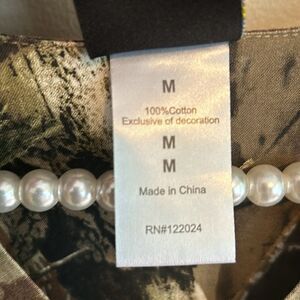 M
100%Cotton
Exclusive of decoration
M
M
Made in China
RN#122024